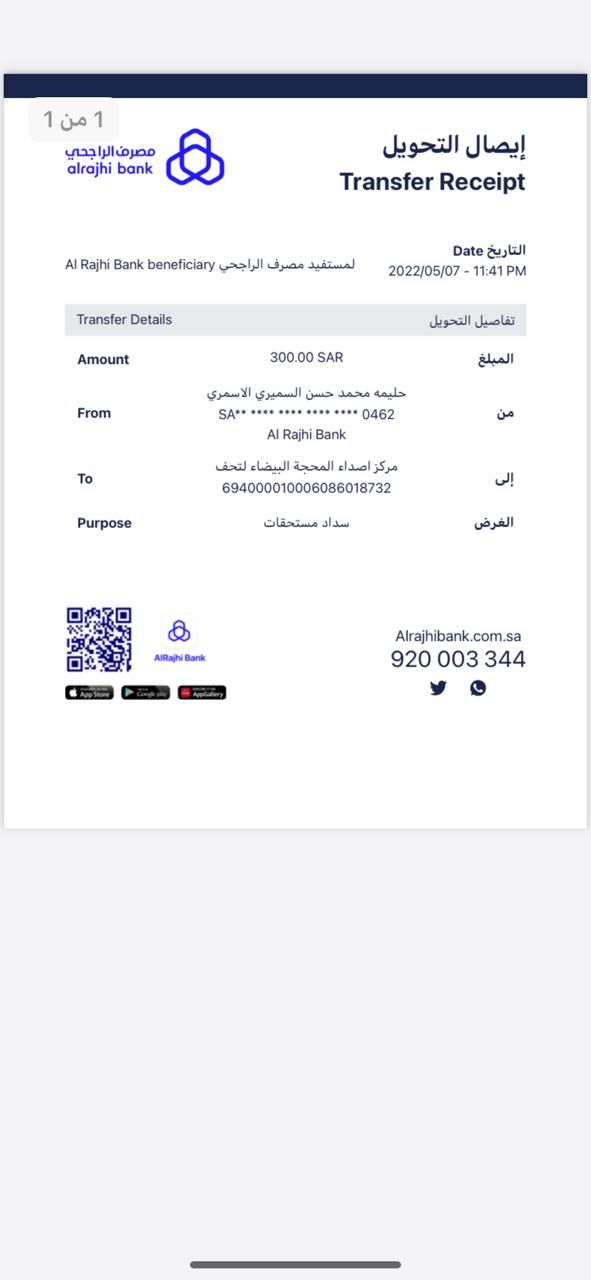 1 من 1
مصرف الراجحي
alrajhi bank
إيصال التحويل
Transfer Receipt
التاريخ Date
2022/05/07 - 11:41 PM
لمستفيد مصرف الراجحي Al Rajhi Bank beneficiary
Transfer Details تفاصيل التحويل
Amount 300.00 SAR المبلغ
حليمه محمد حسن السميري الاسمري
From SA** **** **** **** **** 0462 من
Al Rajhi Bank
مركز اصداء المحجة البيضاء لتحف
To 694000010006086018732 إلى
Purpose سداد مستحقات الغرض
AlRajhi Bank
App Store
Google play
AppGallery
Alrajhibank.com.sa
920 003 344